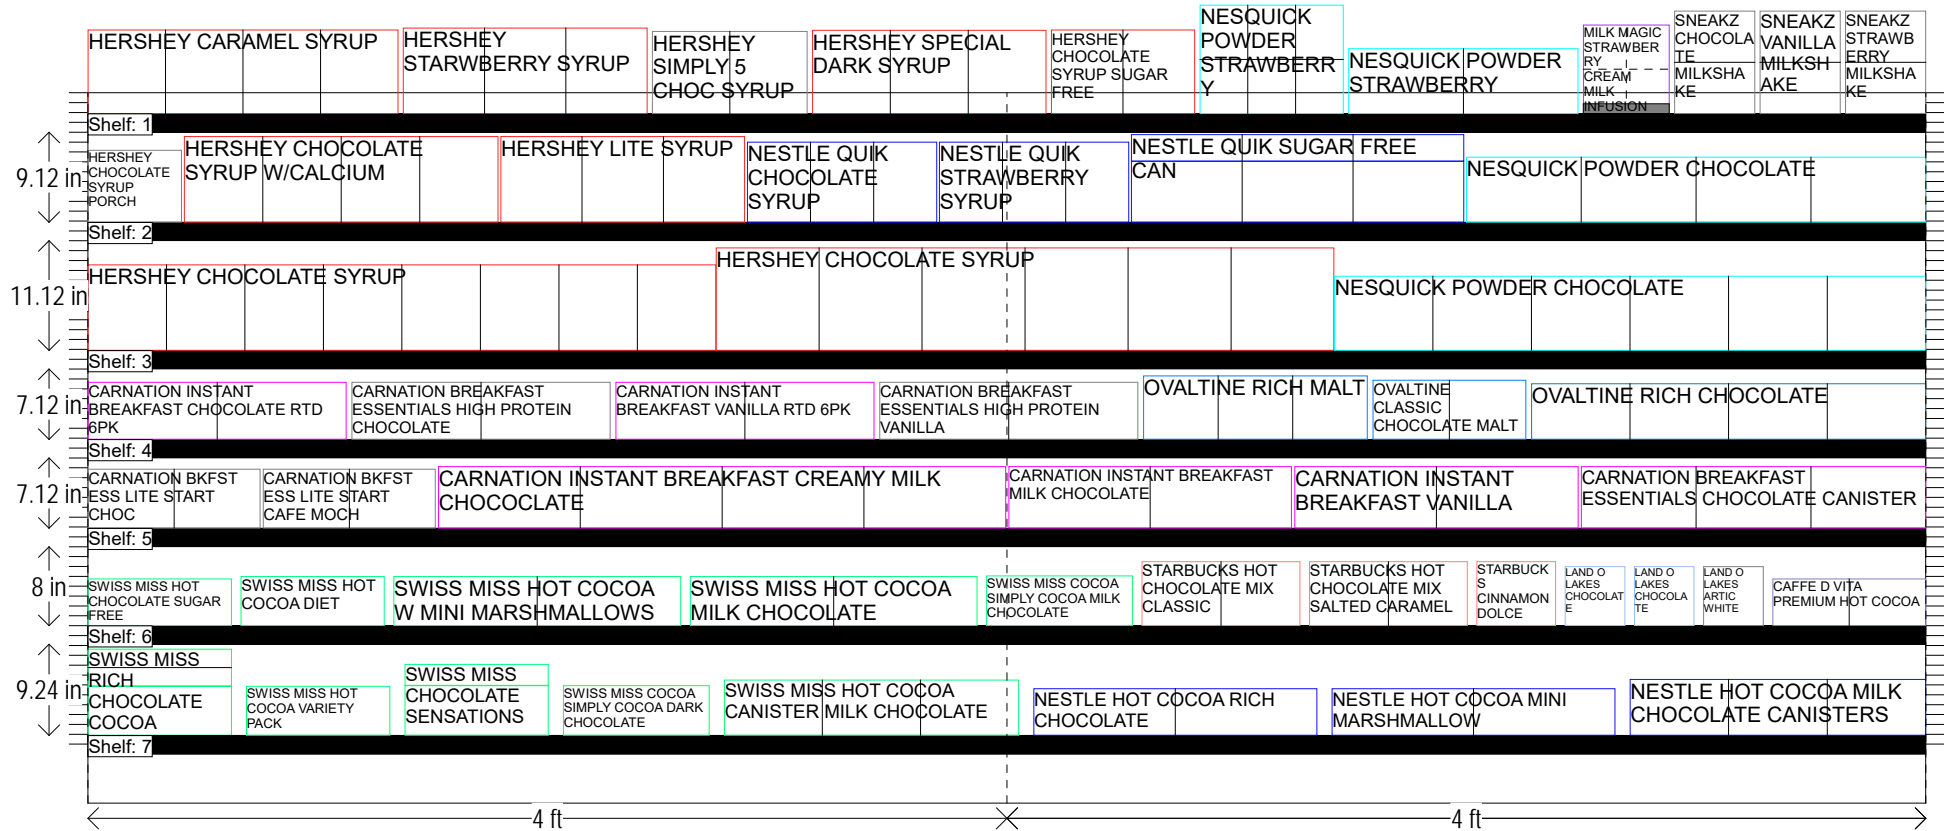 HERSHEY CARAMEL SYRUP
HERSHEY
STARWBERRY SYRUP
HERSHEY
SIMPLY 5
CHOC SYRUP
HERSHEY SPECIAL
DARK SYRUP
HERSHEY
CHOCOLATE
SYRUP SUGAR
FREE
NESQUICK
POWDER
STRAWBERR
Y
NESQUICK POWDER
STRAWBERRY
MILK MAGIC
STRAWBER
RY
CREAM
MILK
INFUSION
SNEAKZ
CHOCOLA
TE
MILKSHA
KE
SNEAKZ
VANILLA
MILKSH
AKE
SNEAKZ
STRAWB
ERRY
MILKSHA
KE
Shelf: 1
9.12 in
HERSHEY
CHOCOLATE
SYRUP
PORCH
HERSHEY CHOCOLATE
SYRUP W/CALCIUM
HERSHEY LITE SYRUP
NESTLE QUIK
CHOCOLATE
SYRUP
NESTLE QUIK
STRAWBERRY
SYRUP
NESTLE QUIK SUGAR FREE
CAN
NESQUICK POWDER CHOCOLATE
Shelf: 2
11.12 in
HERSHEY CHOCOLATE SYRUP
HERSHEY CHOCOLATE SYRUP
NESQUICK POWDER CHOCOLATE
Shelf: 3
7.12 in
CARNATION INSTANT
BREAKFAST CHOCOLATE RTD
6PK
CARNATION BREAKFAST
ESSENTIALS HIGH PROTEIN
CHOCOLATE
CARNATION INSTANT
BREAKFAST VANILLA RTD 6PK
CARNATION BREAKFAST
ESSENTIALS HIGH PROTEIN
VANILLA
OVALTINE RICH MALT
OVALTINE
CLASSIC
CHOCOLATE MALT
OVALTINE RICH CHOCOLATE
Shelf: 4
7.12 in
CARNATION BKFST
ESS LITE START
CHOC
CARNATION BKFST
ESS LITE START
CAFE MOCH
CARNATION INSTANT BREAKFAST CREAMY MILK
CHOCOCLATE
CARNATION INSTANT BREAKFAST
MILK CHOCOLATE
CARNATION INSTANT
BREAKFAST VANILLA
CARNATION BREAKFAST
ESSENTIALS CHOCOLATE CANISTER
Shelf: 5
8 in
SWISS MISS HOT
CHOCOLATE SUGAR
FREE
SWISS MISS HOT
COCOA DIET
SWISS MISS HOT COCOA
W MINI MARSHMALLOWS
SWISS MISS HOT COCOA
MILK CHOCOLATE
SWISS MISS COCOA
SIMPLY COCOA MILK
CHOCOLATE
STARBUCKS HOT
CHOCOLATE MIX
CLASSIC
STARBUCKS HOT
CHOCOLATE MIX
SALTED CARAMEL
STARBUCK
S
CINNAMON
DOLCE
LAND O
LAKES
CHOCOLAT
E
LAND O
LAKES
CHOCOLA
TE
LAND O
LAKES
ARTIC
WHITE
CAFFE D VITA
PREMIUM HOT COCOA
Shelf: 6
9.24 in
SWISS MISS
RICH
CHOCOLATE
COCOA
SWISS MISS HOT
COCOA VARIETY
PACK
SWISS MISS
CHOCOLATE
SENSATIONS
SWISS MISS COCOA
SIMPLY COCOA DARK
CHOCOLATE
SWISS MISS HOT COCOA
CANISTER MILK CHOCOLATE
NESTLE HOT COCOA RICH
CHOCOLATE
NESTLE HOT COCOA MINI
MARSHMALLOW
NESTLE HOT COCOA MILK
CHOCOLATE CANISTERS
Shelf: 7
4 ft
4 ft